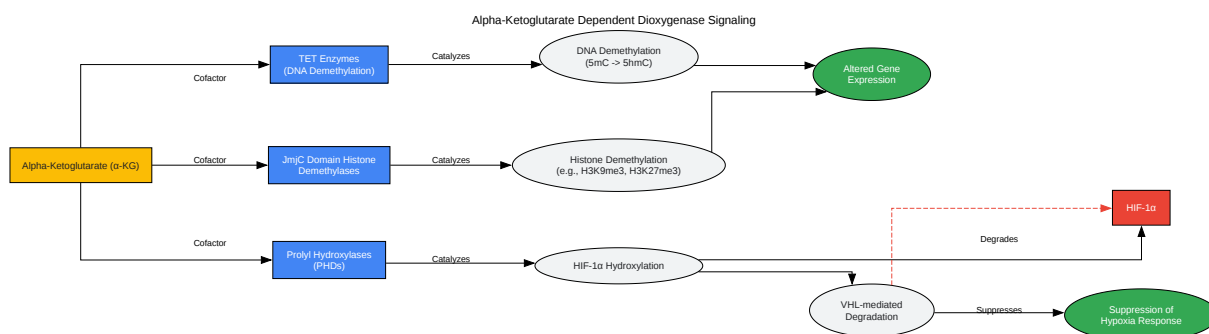 Alpha-Ketoglutarate Dependent Dioxygenase Signaling
TET Enzymes
(DNA Demethylation)
Catalyzes
DNA Demethylation
(5mC -> 5hmC)
Altered Gene
Expression
Cofactor
Alpha-Ketoglutarate (α-KG)
Cofactor
JmjC Domain Histone
Demethylases
Catalyzes
Histone Demethylation
(e.g., H3K9me3, H3K27me3)
HIF-1α
Cofactor
Prolyl Hydroxylases
(PHDs)
Catalyzes
HIF-1α Hydroxylation
Degrades
VHL-mediated
Degradation
Suppresses
Suppression of
Hypoxia Response